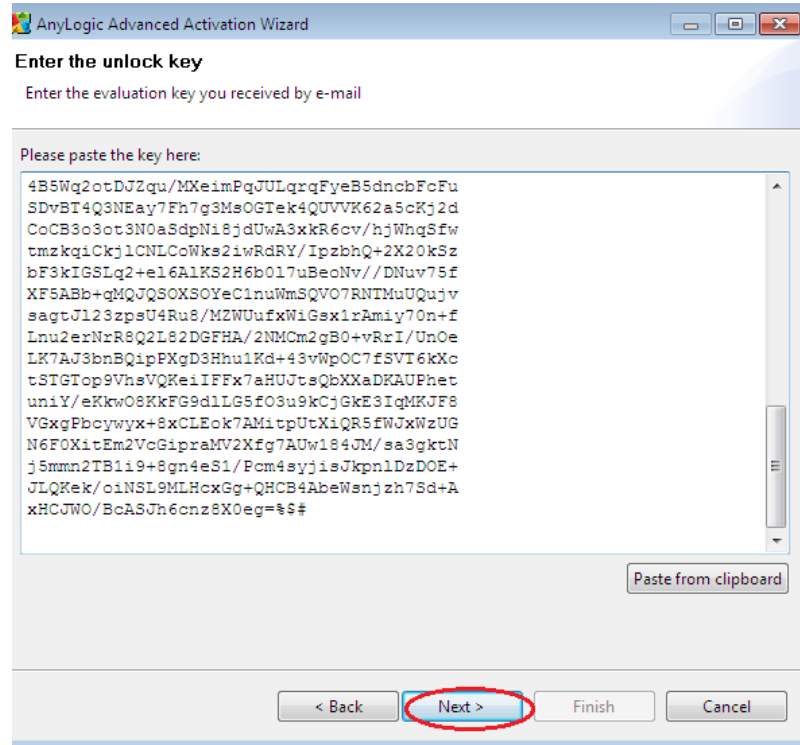 AnyLogic Advanced Activation Wizard
Enter the unlock key
Enter the evaluation key you received by e-mail
Please paste the key here:
4B5Wq2otDJZqu/MXeimPqJULqrqFyeB5dncbFcFu
SDvBT4Q3NEay7Fh7g3MsOGTek4QUVVK62a5cKj2d
CoCB3o3ot3N0aSdpNi8jdUwA3xkR6cv/hjWhqSfw
tmzkqiCkjlCNLCoWks2iwRdRY/IpzbhQ+2X20kSz
bF3kIGSLq2+el6AlKS2H6b0l7uBeoNv//DNuv75f
XF5ABb+qMQJQSOXSOYeC1nuWmSQVO7RNTMuUQujv
sagtJl23zpsU4Ru8/MZWUufxWiGsx1rAmiy70n+f
Lnu2erNrR8Q2L82DGFHA/2NMCm2gB0+vRrI/UnOe
LK7AJ3bnBQipPXgD3Hhu1Kd+43vWpOC7fSVT6kXc
tSTGTop9VhsVQKeiIFFx7aHUJtsQbXXaDKAUPhet
uniY/eKkwO8KkFG9dlLG5fO3u9kCjGkE3IqMKJF8
VGxgPbcywyx+8xCLEok7AMitpUtXiQR5fWJxWzUG
N6F0XitEm2VcGipraMV2Xfg7AUw184JM/sa3gktN
j5mmn2TB1i9+8gn4eS1/Pcm4syjisJkpnlDzDOE+
JLQKek/oiNSL9MLHcxGg+QHCB4AbeWsnjzh7Sd+A
xHCJWO/BcASJh6cnz8X0eg=%$#
Paste from clipboard
< Back
Next >
Finish
Cancel